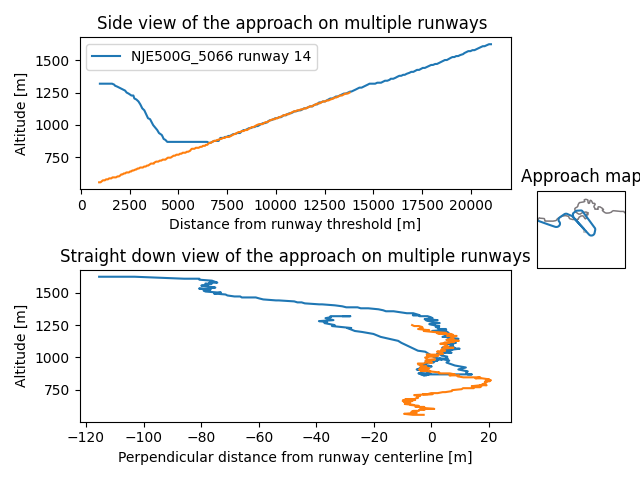 Side view of the approach on multiple runways
Altitude [m]
1500
1250
1000
750
NJE500G_5066 runway 14
0 2500 5000 7500 10000 12500 15000 17500 20000
Distance from runway threshold [m]
Approach map
Straight down view of the approach on multiple runways
Altitude [m]
1500
1250
1000
750
−120 −100 −80 −60 −40 −20 0 20
Perpendicular distance from runway centerline [m]